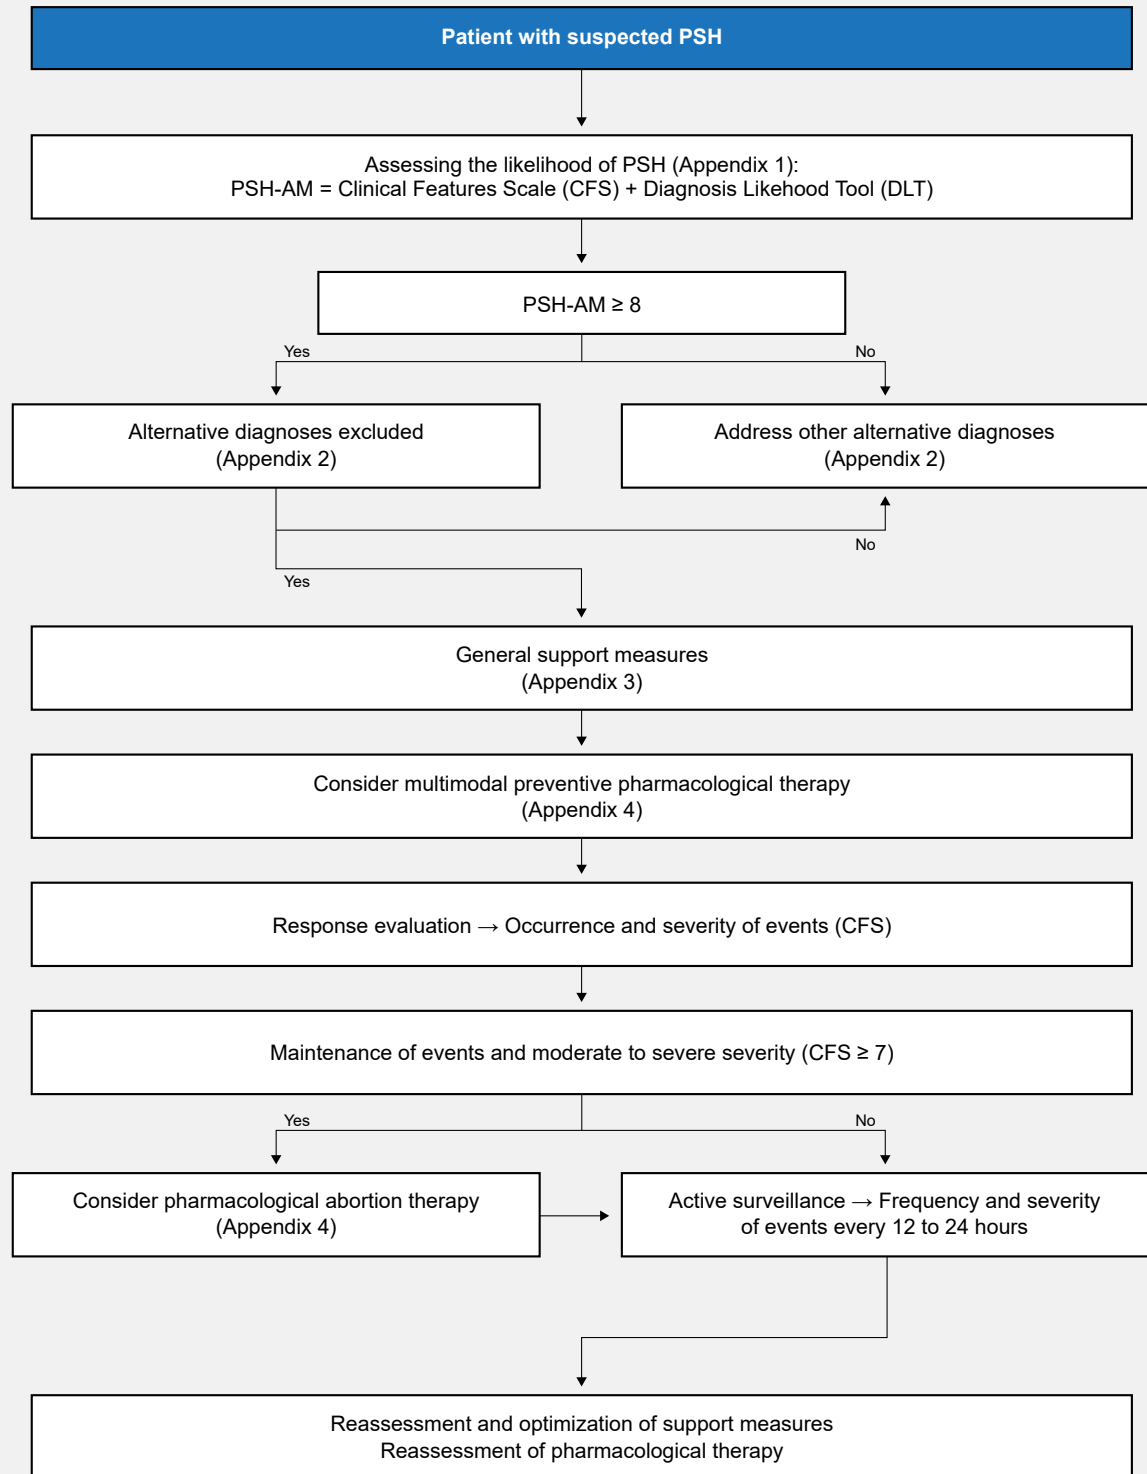 Patient with suspected PSH
Assessing the likelihood of PSH (Appendix 1):
PSH-AM = Clinical Features Scale (CFS) + Diagnosis Likehood Tool (DLT)
PSH-AM ≥ 8
Yes
No
Alternative diagnoses excluded
(Appendix 2)
Address other alternative diagnoses
(Appendix 2)
No
Yes
General support measures
(Appendix 3)
Consider multimodal preventive pharmacological therapy
(Appendix 4)
Response evaluation → Occurrence and severity of events (CFS)
Maintenance of events and moderate to severe severity (CFS ≥ 7)
Yes
No
Consider pharmacological abortion therapy
(Appendix 4)
Active surveillance → Frequency and severity
of events every 12 to 24 hours
Reassessment and optimization of support measures
Reassessment of pharmacological therapy